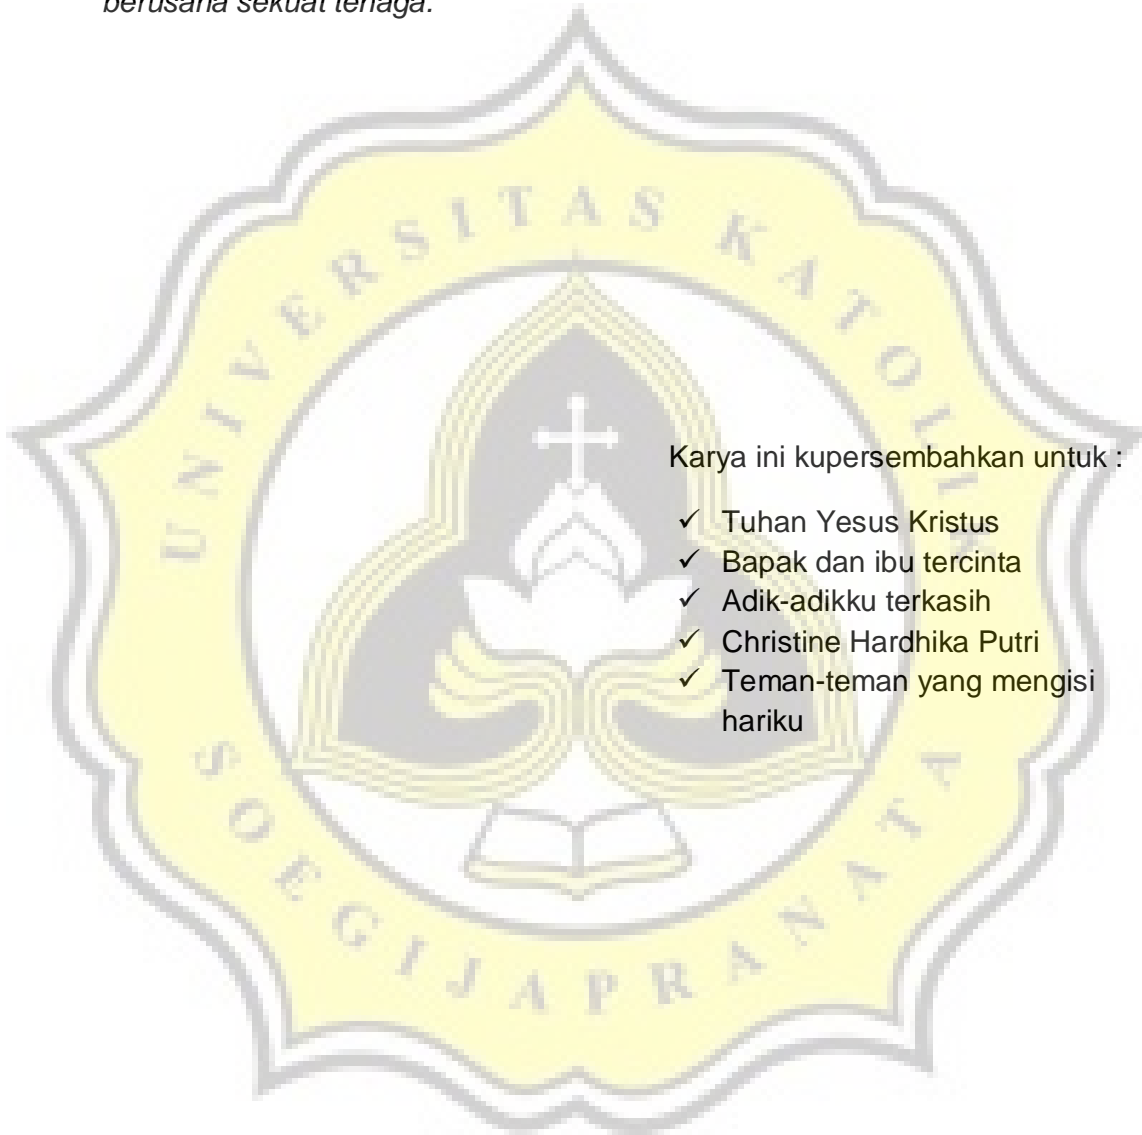 berusaha sekuat tenaga.
UNIVERSITAS KATOLIK
Karya ini kupersembahkan untuk :
✓ Tuhan Yesus Kristus
✓ Bapak dan ibu tercinta
✓ Adik-adikku terkasih
✓ Christine Hardhika Putri
✓ Teman-teman yang mengisi
hariku
SOEGIJAPRANATA